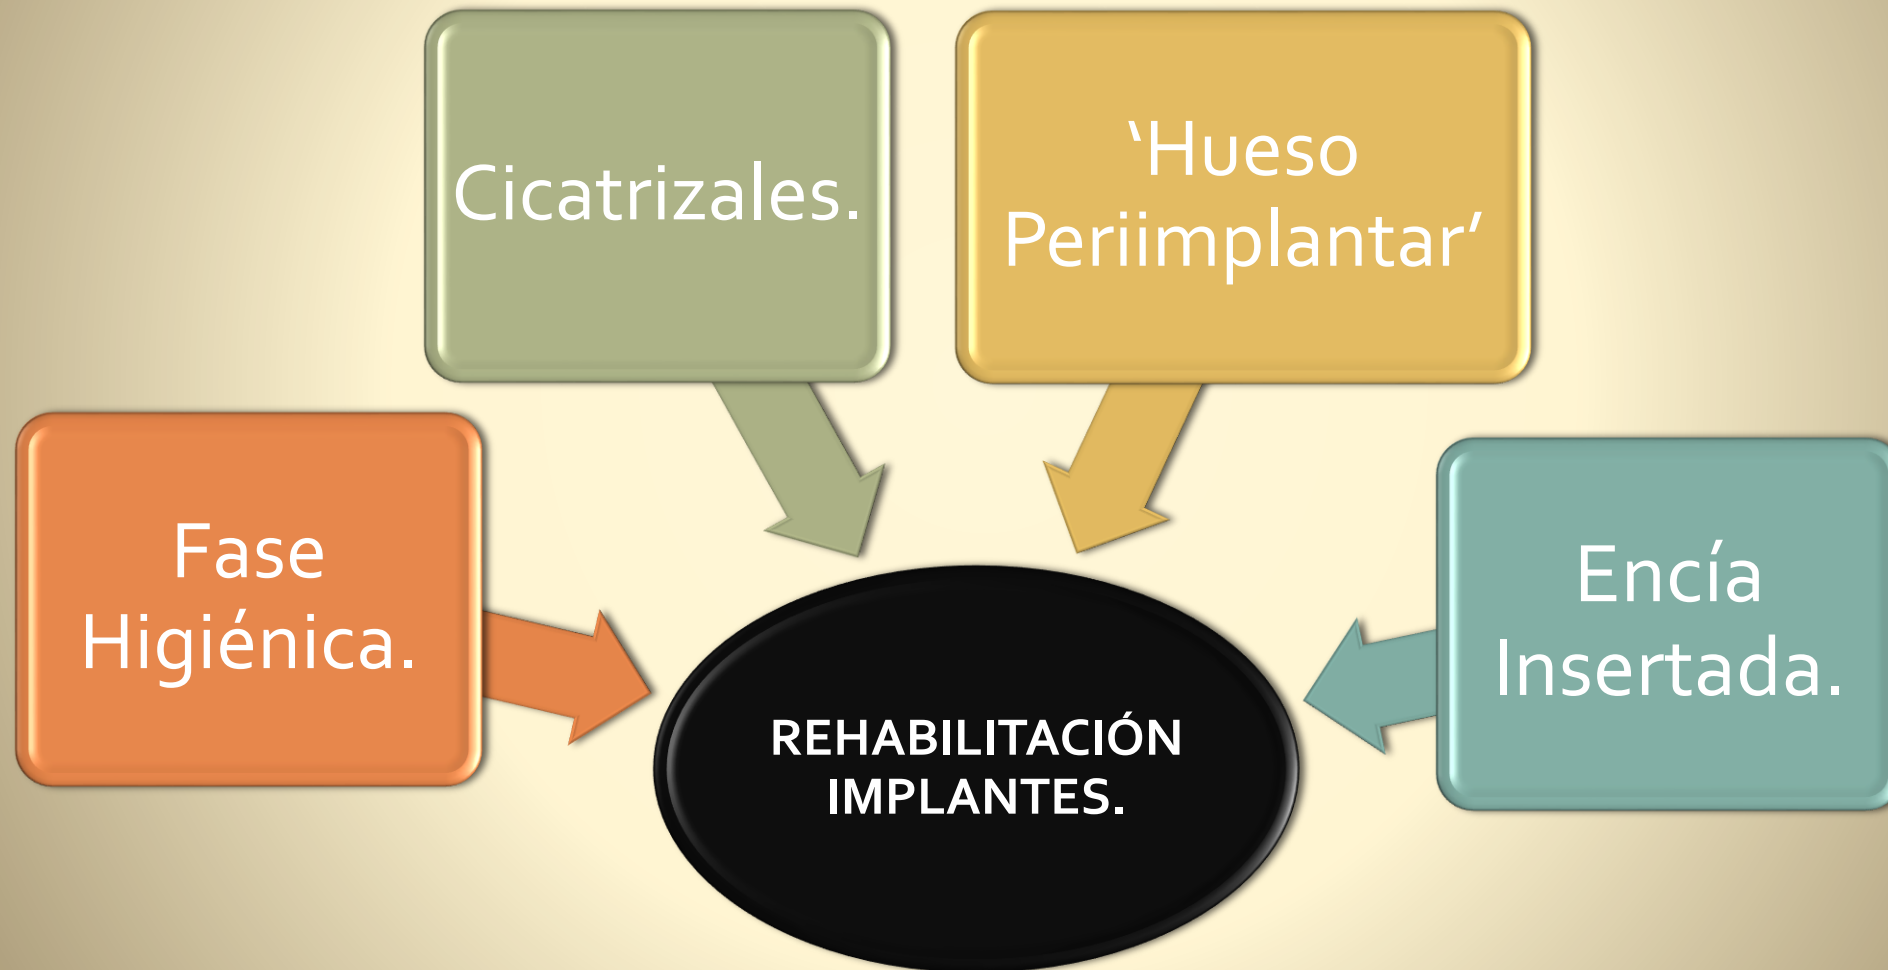 Cicatrizales.
‘Hueso
Periimplantar’
Fase
Higiénica.
Encía
Insertada.
REHABILITACIÓN
IMPLANTES.